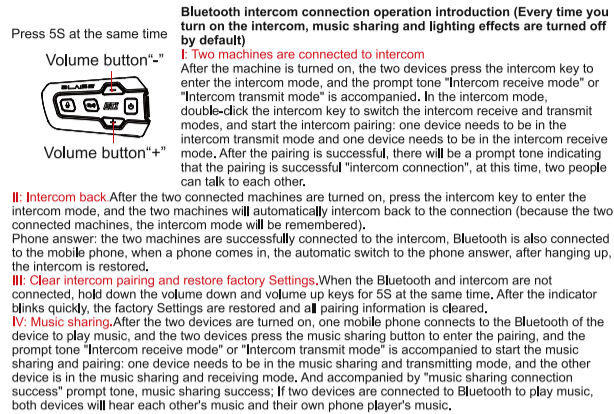 Bluetooth intercom connection operation introduction (Every time you
turn on the intercom, music sharing and lighting effects are turned off
by default)
Press 5S at the same time
Volume button“-”
Volume button“+”
I: Two machines are connected to intercom
After the machine is turned on, the two devices press the intercom key to
enter the intercom mode, and the prompt tone "Intercom receive mode" or
"Intercom transmit mode" is accompanied. In the intercom mode,
double-click the intercom key to switch the intercom receive and transmit
modes, and start the intercom pairing: one device needs to be in the
intercom transmit mode and one device needs to be in the intercom receive
mode. After the pairing is successful, there will be a prompt tone indicating
that the pairing is successful "intercom connection", at this time, two people
can talk to each other.
II: Intercom back.After the two connected machines are turned on, press the intercom key to enter the
intercom mode, and the two machines will automatically intercom back to the connection (because the two
connected machines, the intercom mode will be remembered).
Phone answer: the two machines are successfully connected to the intercom, Bluetooth is also connected
to the mobile phone, when a phone comes in, the automatic switch to the phone answer, after hanging up,
the intercom is restored.
III: Clear intercom pairing and restore factory Settings.When the Bluetooth and intercom are not
connected, hold down the volume down and volume up keys for 5S at the same time. After the indicator
blinks quickly, the factory Settings are restored and all pairing information is cleared.
IV: Music sharing.After the two devices are turned on, one mobile phone connects to the Bluetooth of the
device to play music, and the two devices press the music sharing button to enter the pairing, and the
prompt tone "Intercom receive mode" or "Intercom transmit mode" is accompanied to start the music
sharing and pairing: one device needs to be in the music sharing and transmitting mode, and the other
device is in the music sharing and receiving mode. And accompanied by "music sharing connection
success" prompt tone, music sharing success; If two devices are connected to Bluetooth to play music,
both devices will hear each other's music and their own phone player's music.